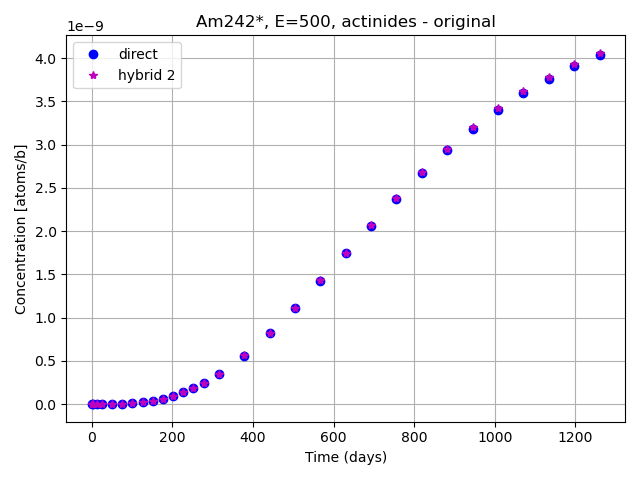 Am242*, E=500, actinides - original
1e−9
direct
hybrid 2
4.0
3.5
3.0
2.5
2.0
1.5
1.0
0.5
0.0
Concentration [atoms/b]
0 200 400 600 800 1000 1200
Time (days)